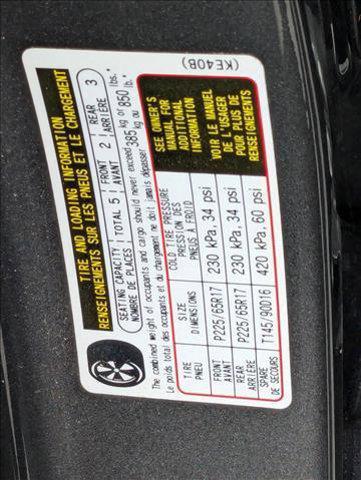 TIRE AND LOADING INFORMATION
RENSEIGNEMENTS SUR LES PNEUS ET LE CHARGEMENT
SEATING CAPACITY TOTAL 5 FRONT 2 REAR 3
NOMBRE DE PLACES AVANT ARRIÈRE
The combined weight of occupants and cargo should never exceed 385 kg or 850 lbs.
Le poids total des occupants et du chargement ne doit jamais dépasser kg ou lb.
TIRE SIZE COLD TIRE PRESSURE
PNEU DIMENSIONS PRESSION DES PNEUS À FROID
FRONT AVANT P225/65R17 230 kPa, 34 psi
REAR ARRIÈRE P225/65R17 230 kPa, 34 psi
SPARE DE SECOURS T145/90D16 420 kPa, 60 psi
SEE OWNER'S
MANUAL FOR
ADDITIONAL
INFORMATION
VOIR LE MANUEL
DE L'USAGER
POUR PLUS DE
RENSEIGNEMENTS
(KE40B)